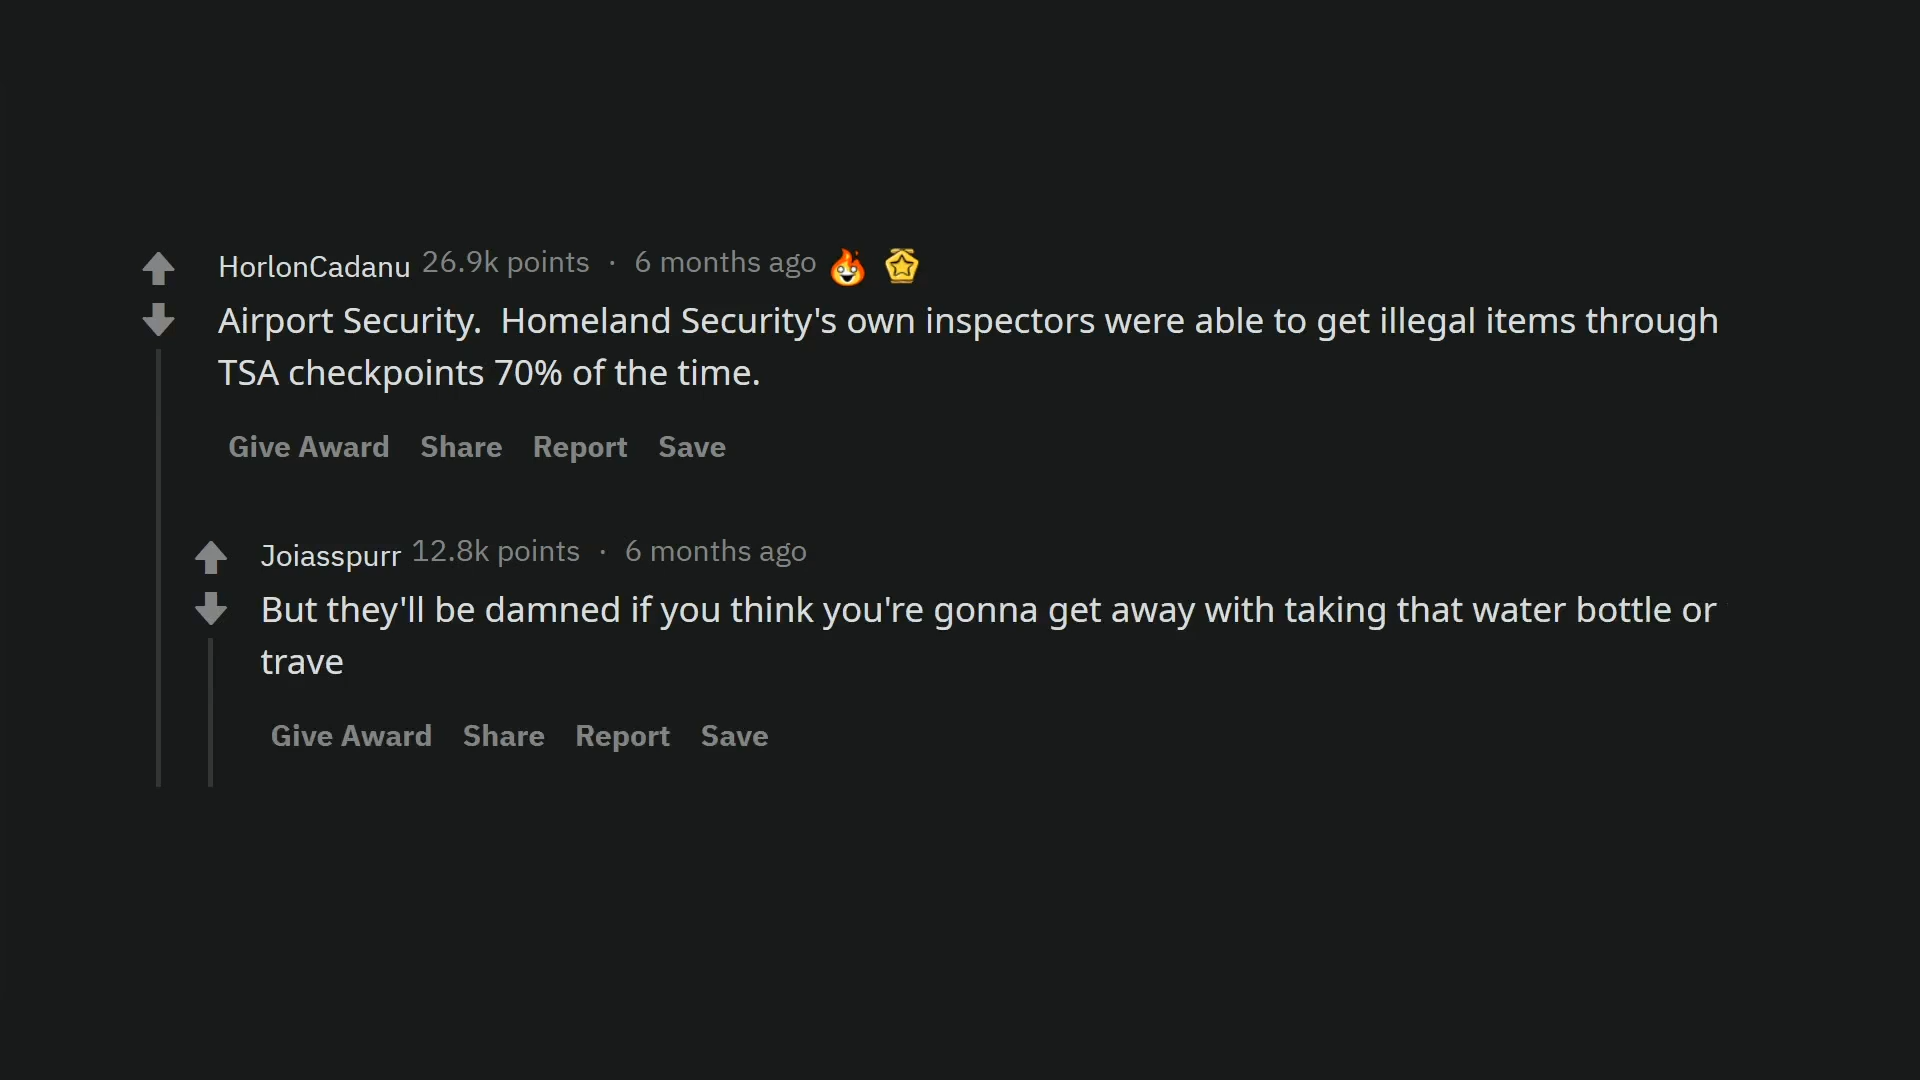 HorlonCadanu 26.9k points · 6 months ago
Airport Security.  Homeland Security's own inspectors were able to get illegal items through
TSA checkpoints 70% of the time.
Give Award Share Report Save
Joiasspurr 12.8k points · 6 months ago
But they'll be damned if you think you're gonna get away with taking that water bottle or
trave
Give Award Share Report Save